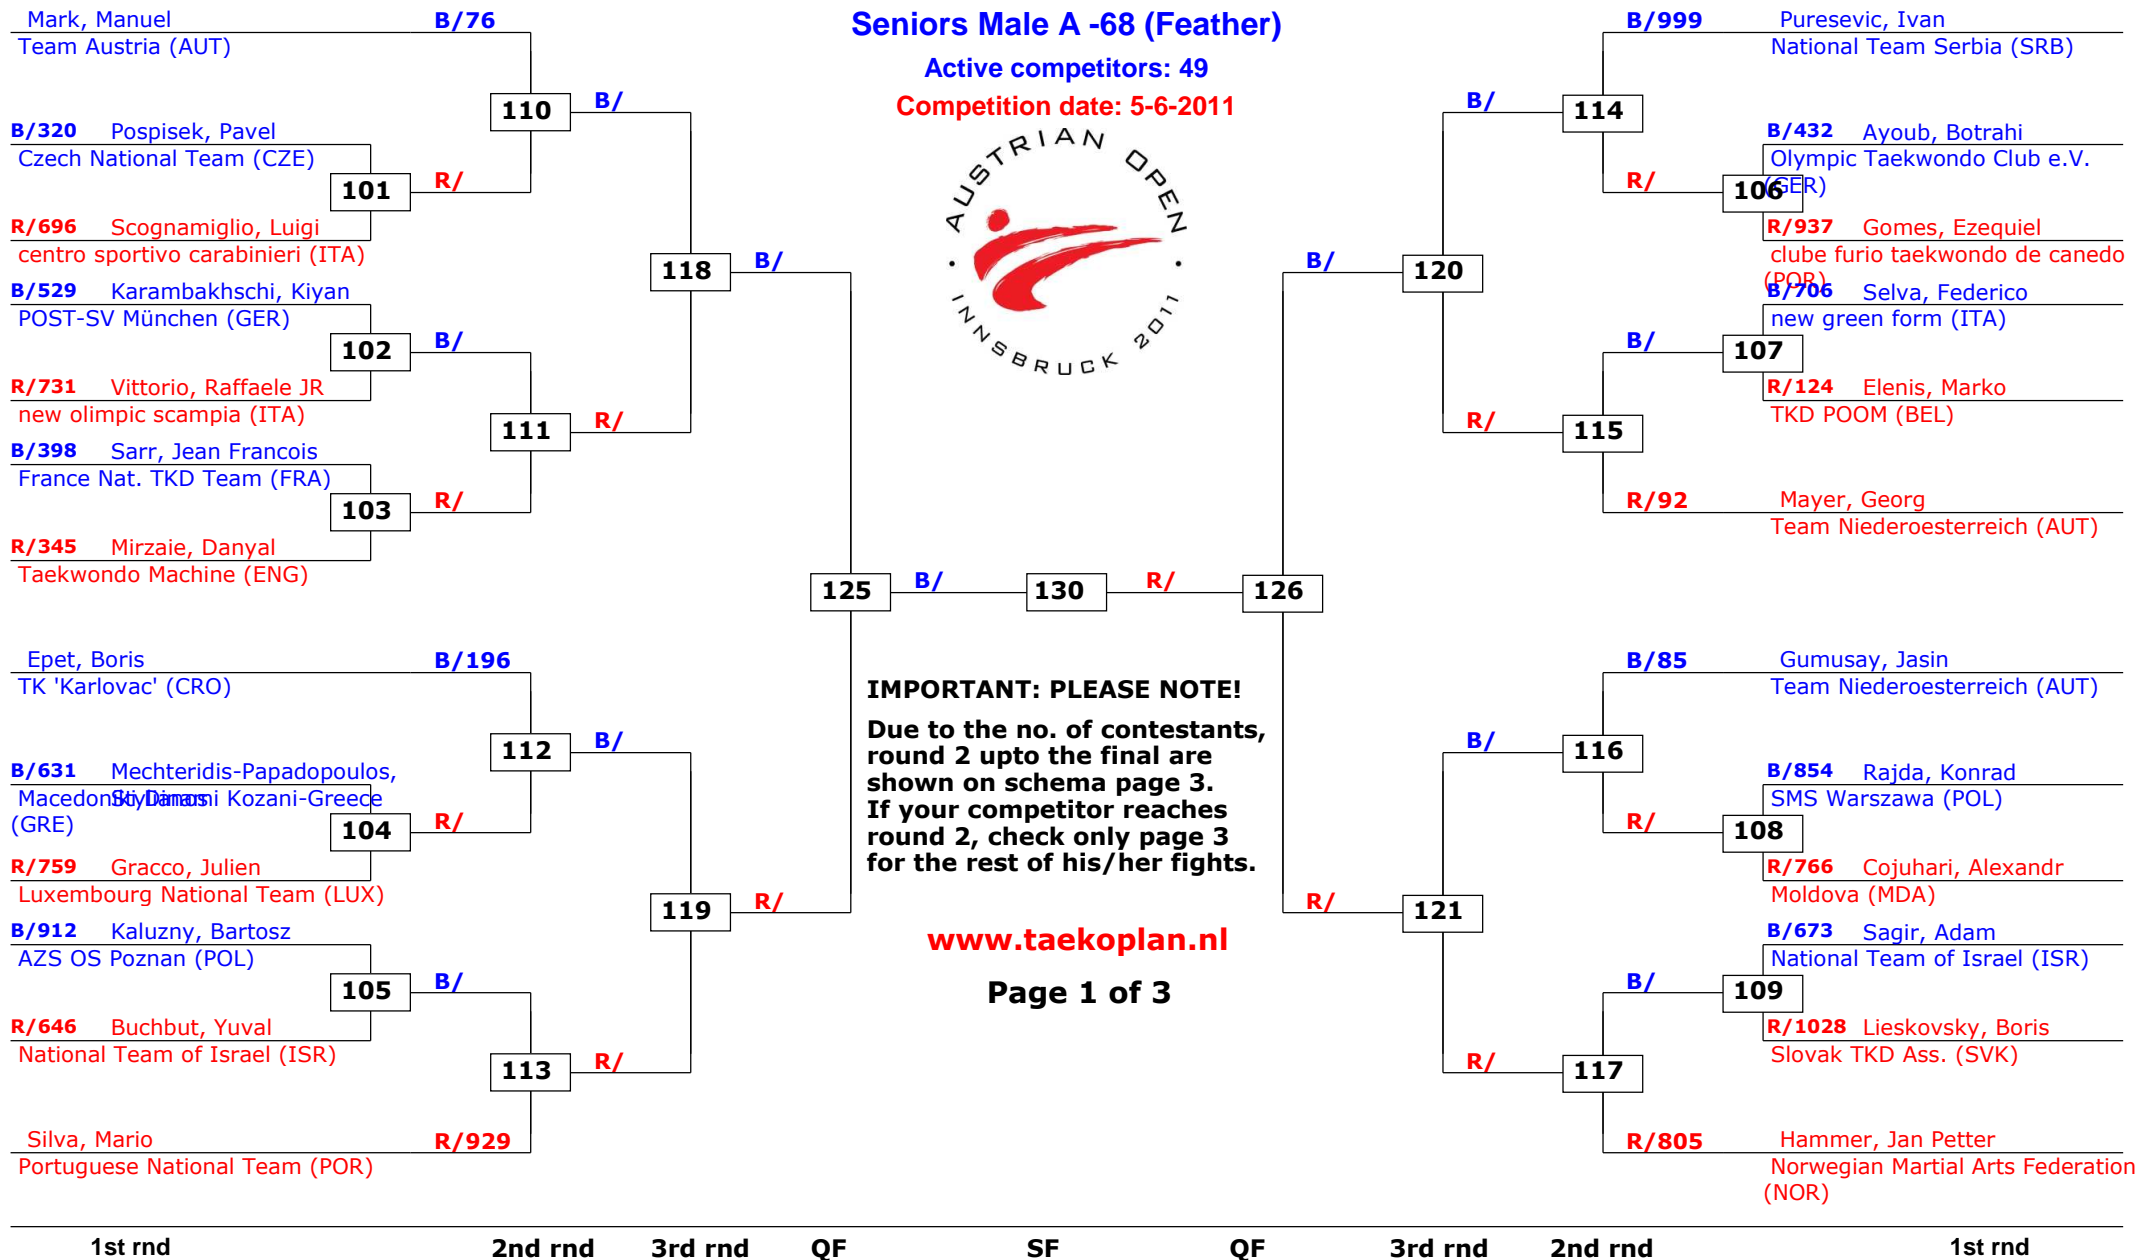 Seniors Male A -68 (Feather)
Active competitors: 49
Competition date: 5-6-2011
AUSTRIAN OPEN
• INNSBRUCK 2011 •
Mark, Manuel B/76
Team Austria (AUT)
110 B/
B/320 Pospisek, Pavel
Czech National Team (CZE)
101 R/
R/696 Scognamiglio, Luigi
centro sportivo carabinieri (ITA)
118 B/
B/529 Karambakhschi, Kiyan
POST-SV München (GER)
102 B/
R/731 Vittorio, Raffaele JR
new olimpic scampia (ITA)
111 R/
B/398 Sarr, Jean Francois
France Nat. TKD Team (FRA)
103 R/
R/345 Mirzaie, Danyal
Taekwondo Machine (ENG)
125 B/ 130 R/ 126
Epet, Boris B/196
TK 'Karlovac' (CRO)
112 B/
B/631 Mechteridis-Papadopoulos,
Stylianos
Macedoniki Dinami Kozani-Greece
(GRE)
104 R/
R/759 Gracco, Julien
Luxembourg National Team (LUX)
119 R/
B/912 Kaluzny, Bartosz
AZS OS Poznan (POL)
105 B/
R/646 Buchbut, Yuval
National Team of Israel (ISR)
113 R/
Silva, Mario R/929
Portuguese National Team (POR)
IMPORTANT: PLEASE NOTE!
Due to the no. of contestants,
round 2 upto the final are
shown on schema page 3.
If your competitor reaches
round 2, check only page 3
for the rest of his/her fights.
www.taekoplan.nl
Page 1 of 3
B/999 Puresevic, Ivan
National Team Serbia (SRB)
B/ 114
B/432 Ayoub, Botrahi
Olympic Taekwondo Club e.V.
(GER)
R/ 106
R/937 Gomes, Ezequiel
clube furio taekwondo de canedo
(POR)
B/ 120
B/706 Selva, Federico
new green form (ITA)
B/ 107
R/124 Elenis, Marko
TKD POOM (BEL)
R/ 115
R/92 Mayer, Georg
Team Niederoesterreich (AUT)
B/85 Gumusay, Jasin
Team Niederoesterreich (AUT)
B/ 116
B/854 Rajda, Konrad
SMS Warszawa (POL)
R/ 108
R/766 Cojuhari, Alexandr
Moldova (MDA)
R/ 121
B/673 Sagir, Adam
National Team of Israel (ISR)
B/ 109
R/1028 Lieskovsky, Boris
Slovak TKD Ass. (SVK)
R/ 117
R/805 Hammer, Jan Petter
Norwegian Martial Arts Federation
(NOR)
1st rnd 2nd rnd 3rd rnd QF SF QF 3rd rnd 2nd rnd 1st rnd